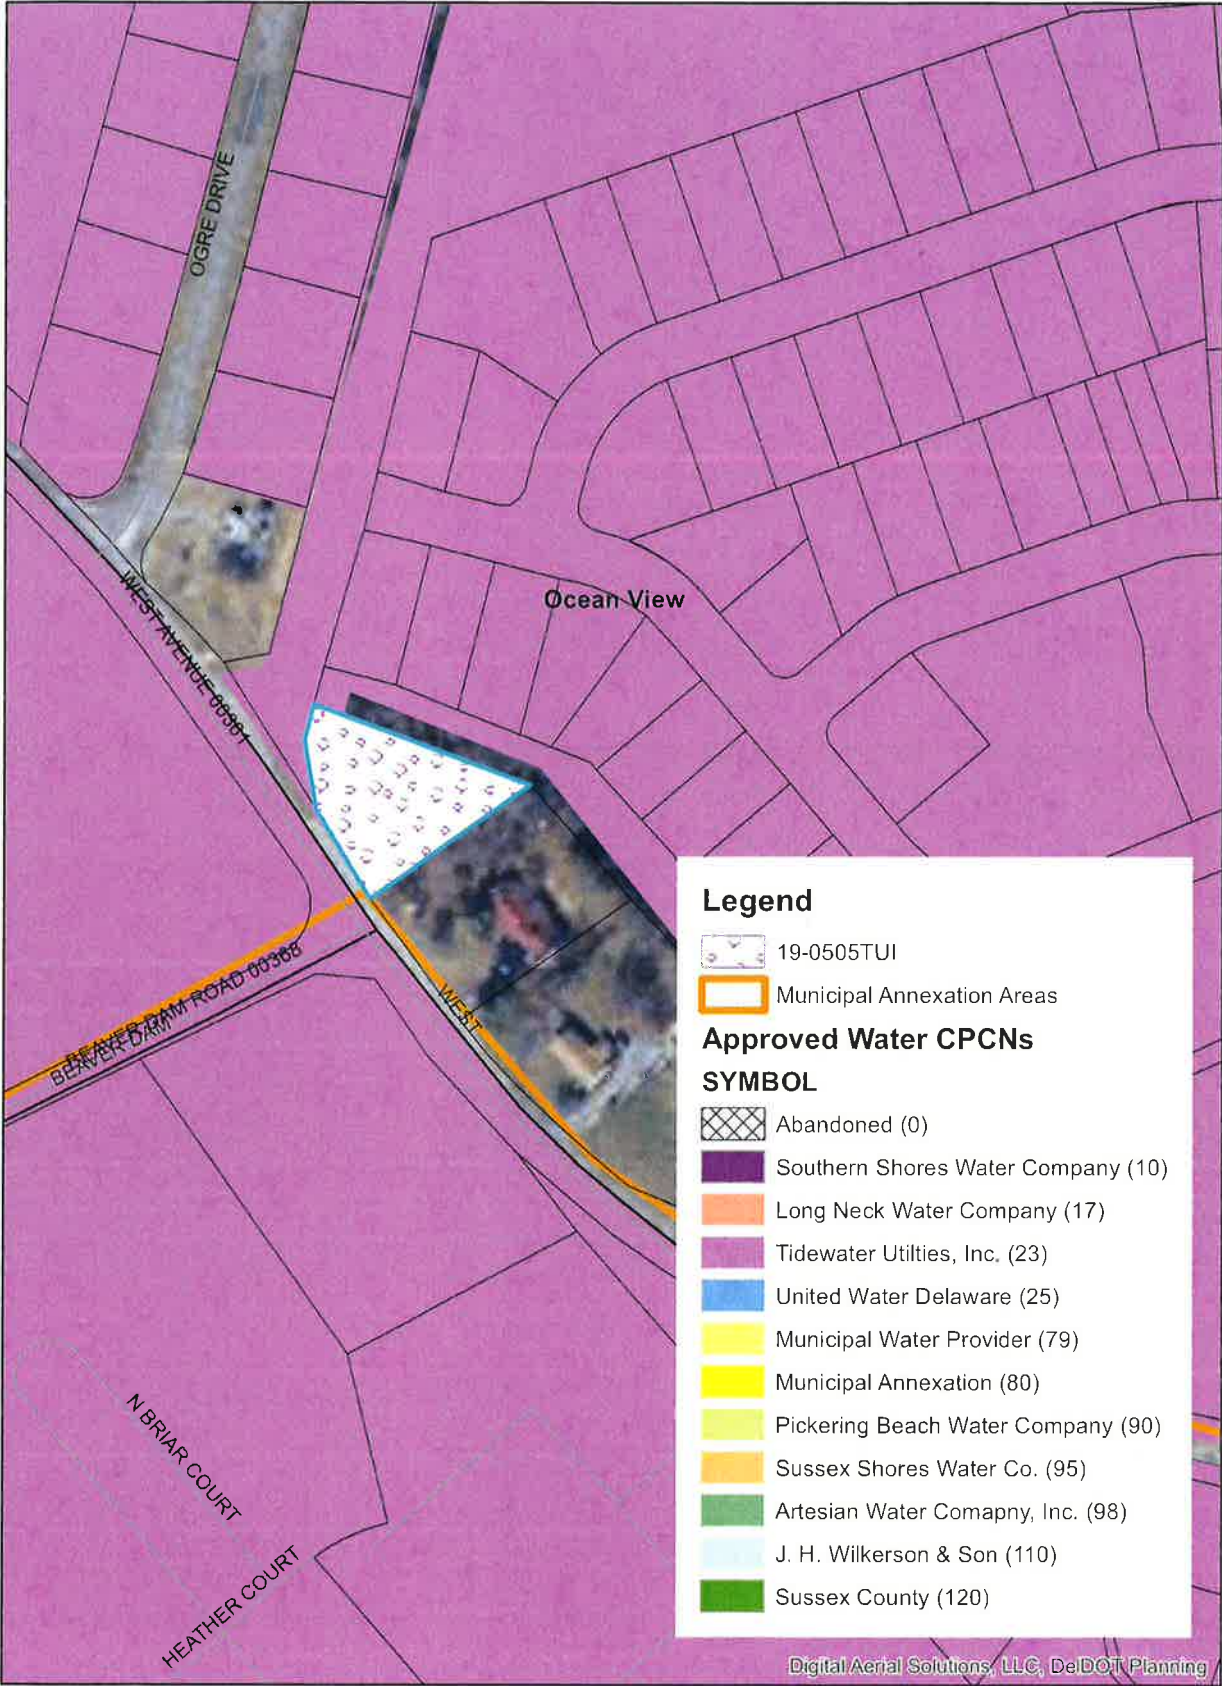 OGRE DRIVE
WEST AVENUE 00361
Ocean View
BEAVER DAM ROAD 00368
BEAVER DAM
WEST
N BRIAR COURT
HEATHER COURT
Legend
19-0505TUI
Municipal Annexation Areas
Approved Water CPCNs
SYMBOL
Abandoned (0)
Southern Shores Water Company (10)
Long Neck Water Company (17)
Tidewater Utilties, Inc. (23)
United Water Delaware (25)
Municipal Water Provider (79)
Municipal Annexation (80)
Pickering Beach Water Company (90)
Sussex Shores Water Co. (95)
Artesian Water Comapny, Inc. (98)
J. H. Wilkerson & Son (110)
Sussex County (120)
Digital Aerial Solutions, LLC, DelDOT Planning